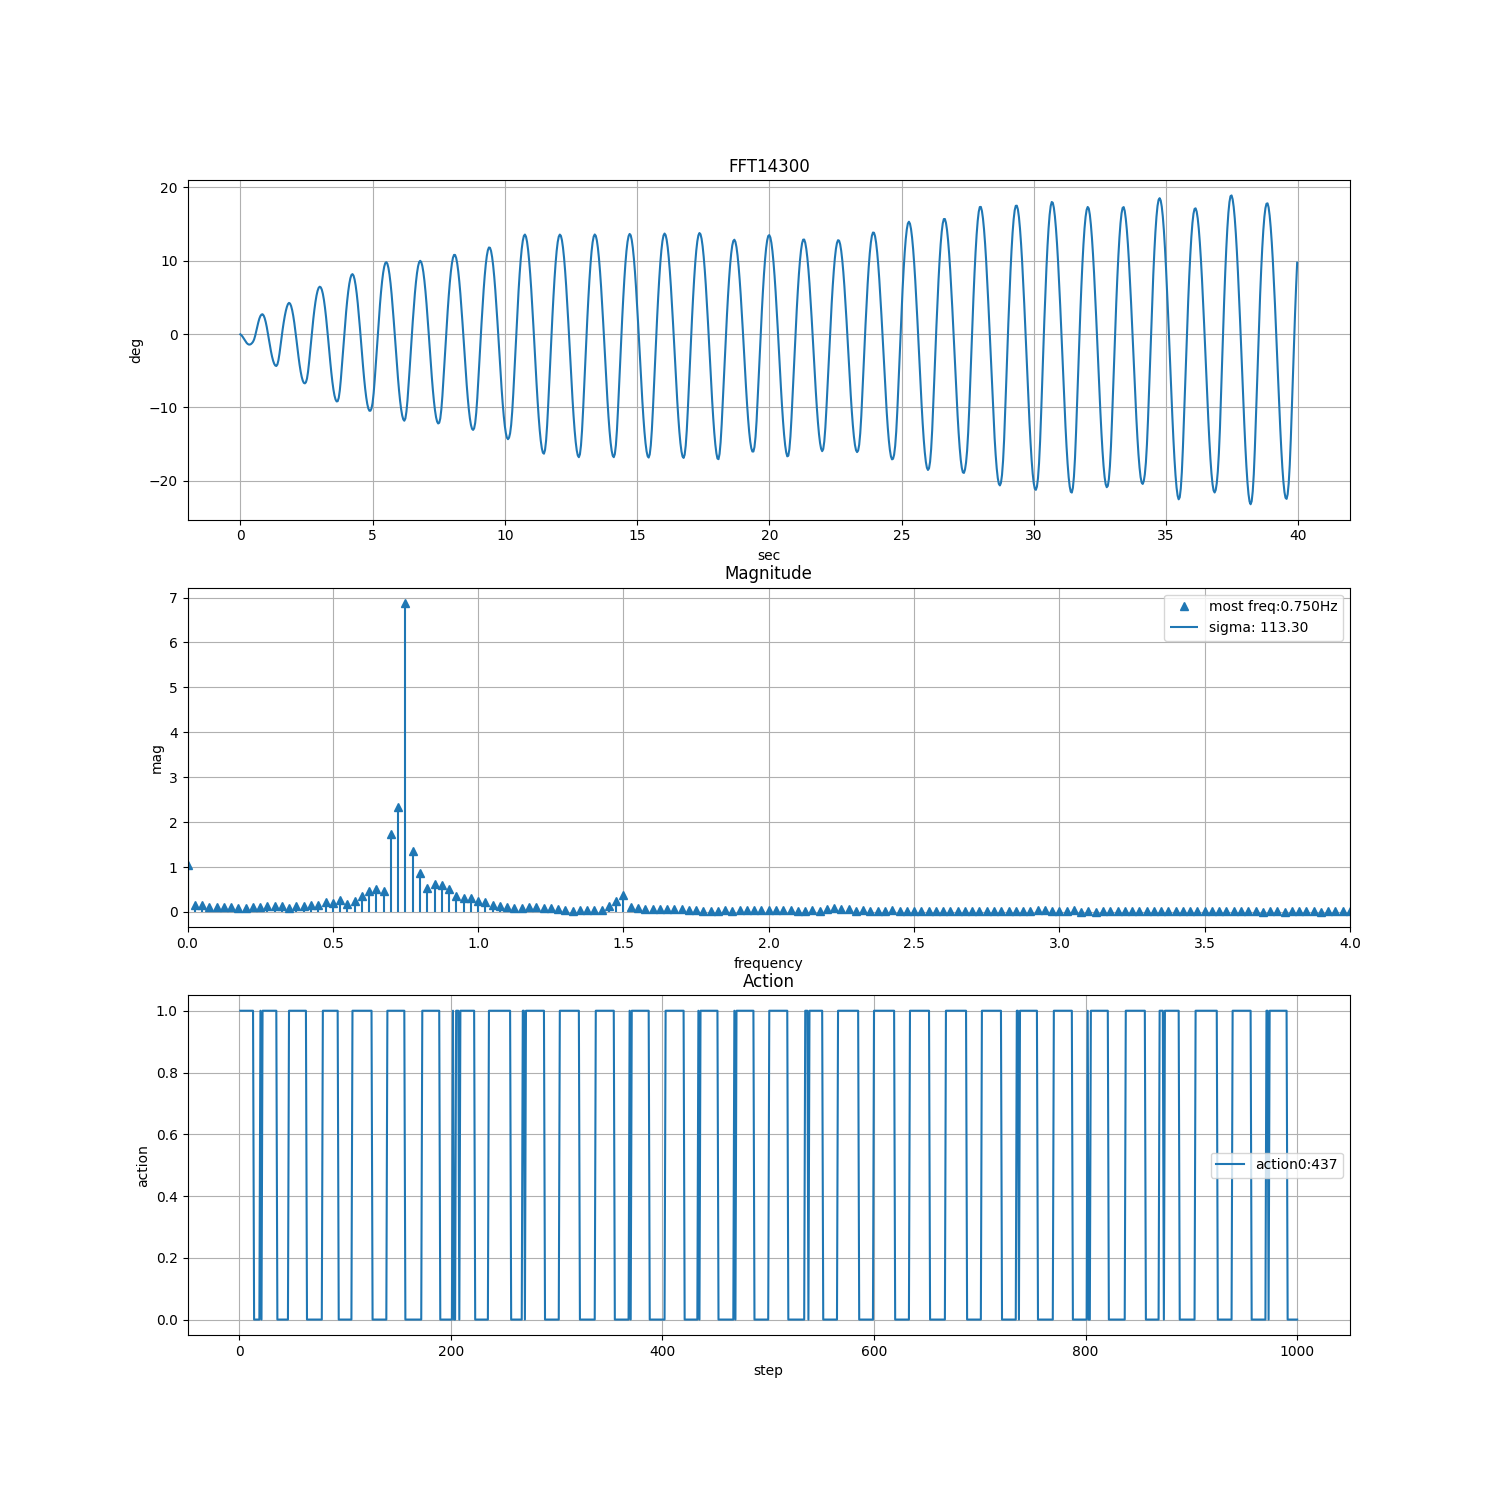 FFT14300
20
10
0
−10
−20
deg
0 5 10 15 20 25 30 35 40
sec
Magnitude
7
6
5
4
3
2
1
0
mag
most freq:0.750Hz
sigma: 113.30
0.0 0.5 1.0 1.5 2.0 2.5 3.0 3.5 4.0
frequency
Action
1.0
0.8
0.6
0.4
0.2
0.0
action
action0:437
0 200 400 600 800 1000
step